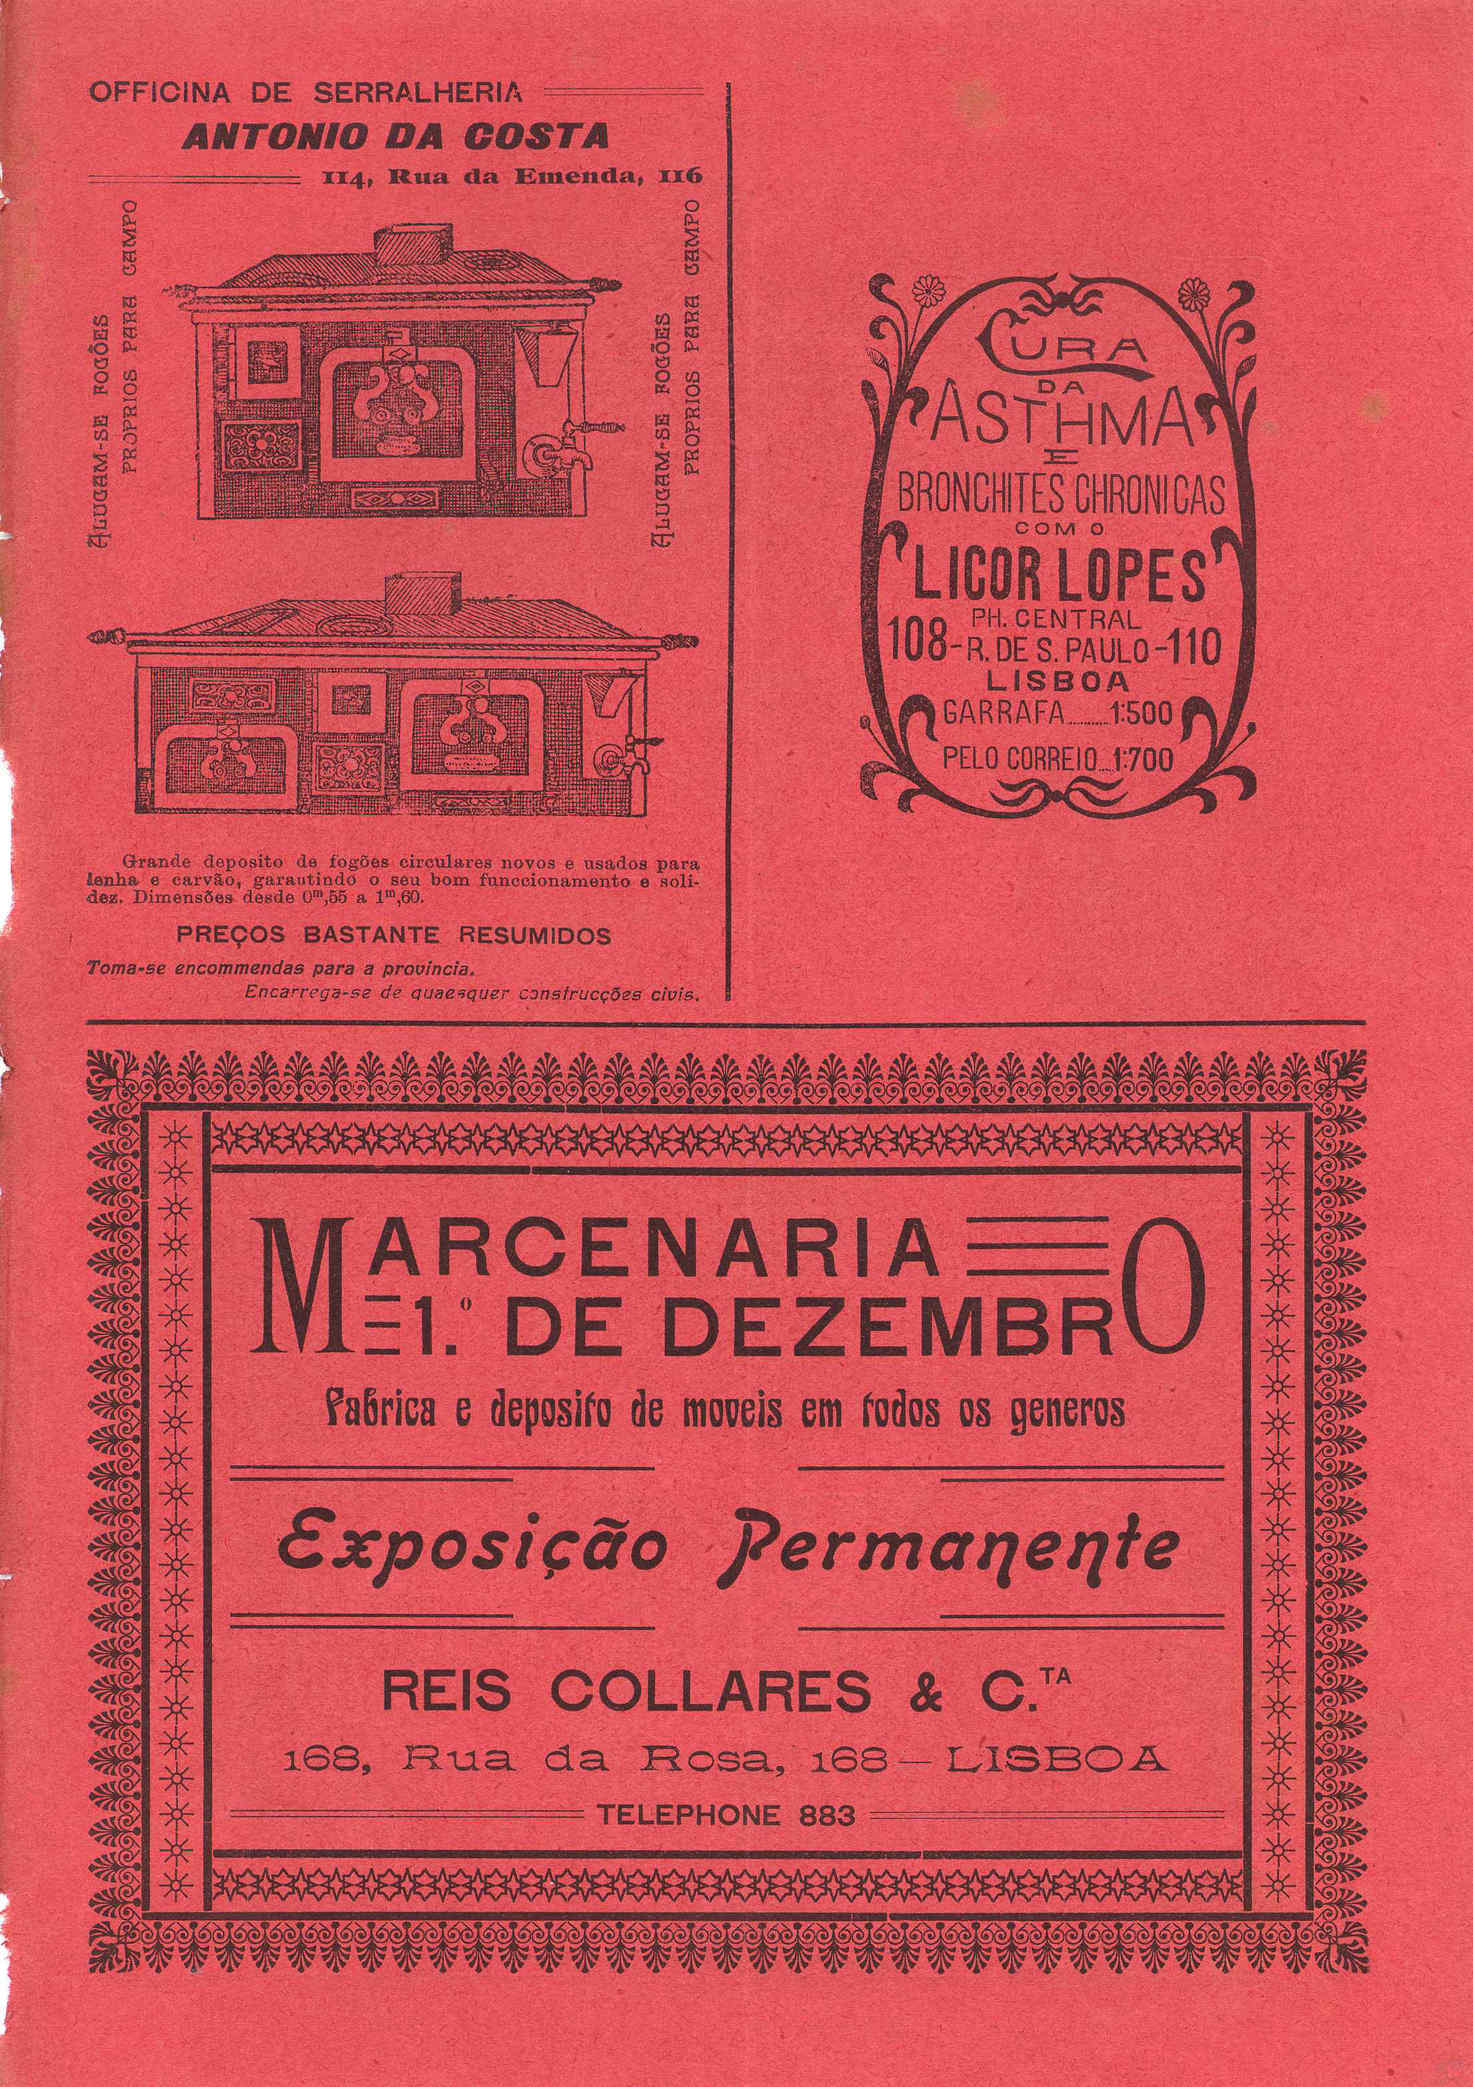 OFFICINA DE SERRALHERIA
ANTONIO DA COSTA
114, Rua da Emenda, 116
ALUGAM-SE FOGÕES
PROPRIOS PARA CAMPO
ALUGAM-SE FOGÕES
PROPRIOS PARA CAMPO
Grande deposito de fogões circulares novos e usados para
lenha e carvão, garantindo o seu bom funccionamento e soli-
dez. Dimensões desde 0m,55 a 1m,60.
PREÇOS BASTANTE RESUMIDOS
Toma-se encommendas para a provincia.
Encarrega-se de quaesquer construcções civis.
CURA
DA
ASTHMA
E
BRONCHITES CHRONICAS
COM O
LICOR LOPES
PH. CENTRAL
108-R. DE S. PAULO-110
LISBOA
GARRAFA.........1:500
PELO CORREIO....1:700
MARCENARIA
1.º DE DEZEMBRO
Fabrica e deposito de moveis em todos os generos
Exposição Permanente
REIS COLLARES & C.TA
168, Rua da Rosa, 168 — LISBOA
TELEPHONE 883